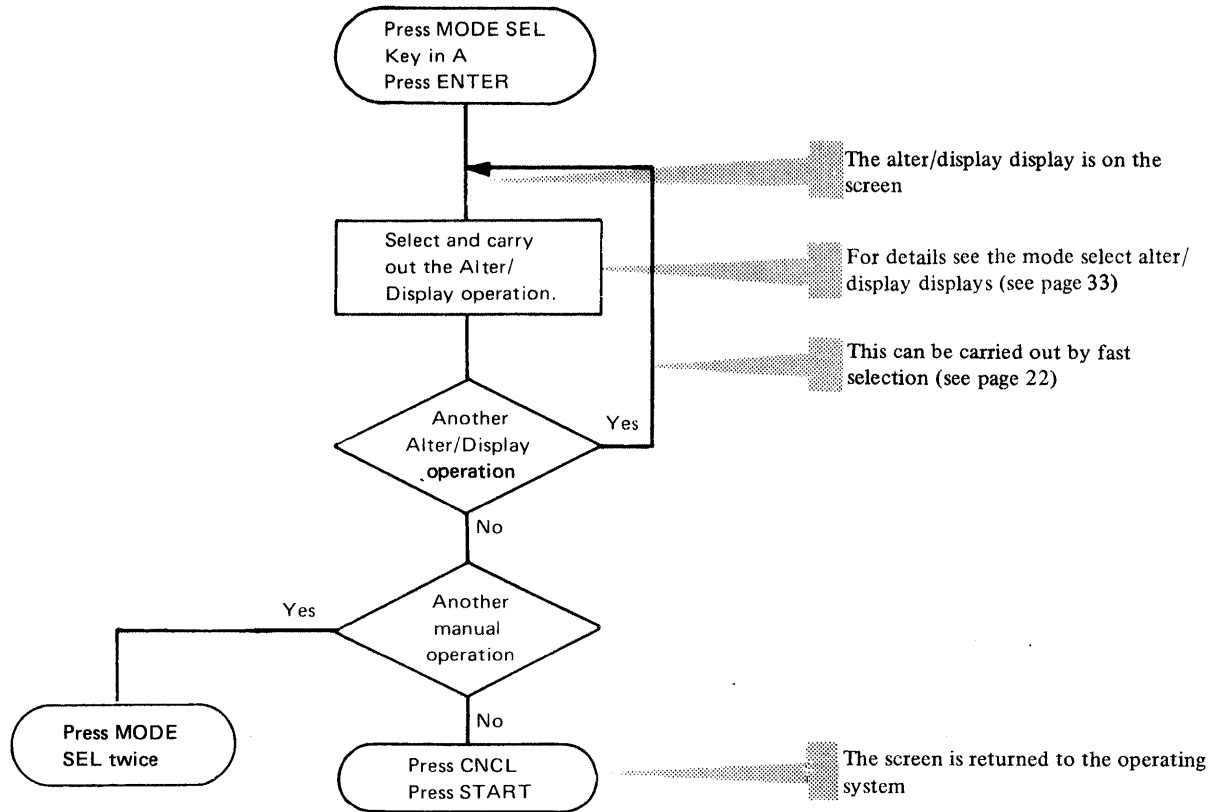 Press MODE SEL
Key in A
Press ENTER
The alter/display display is on the
screen
Select and carry
out the Alter/
Display operation.
For details see the mode select alter/
display displays (see page 33)
This can be carried out by fast
selection (see page 22)
Another
Alter/Display
operation
Yes
No
Another
manual
operation
Yes
No
Press MODE
SEL twice
Press CNCL
Press START
The screen is returned to the operating
system